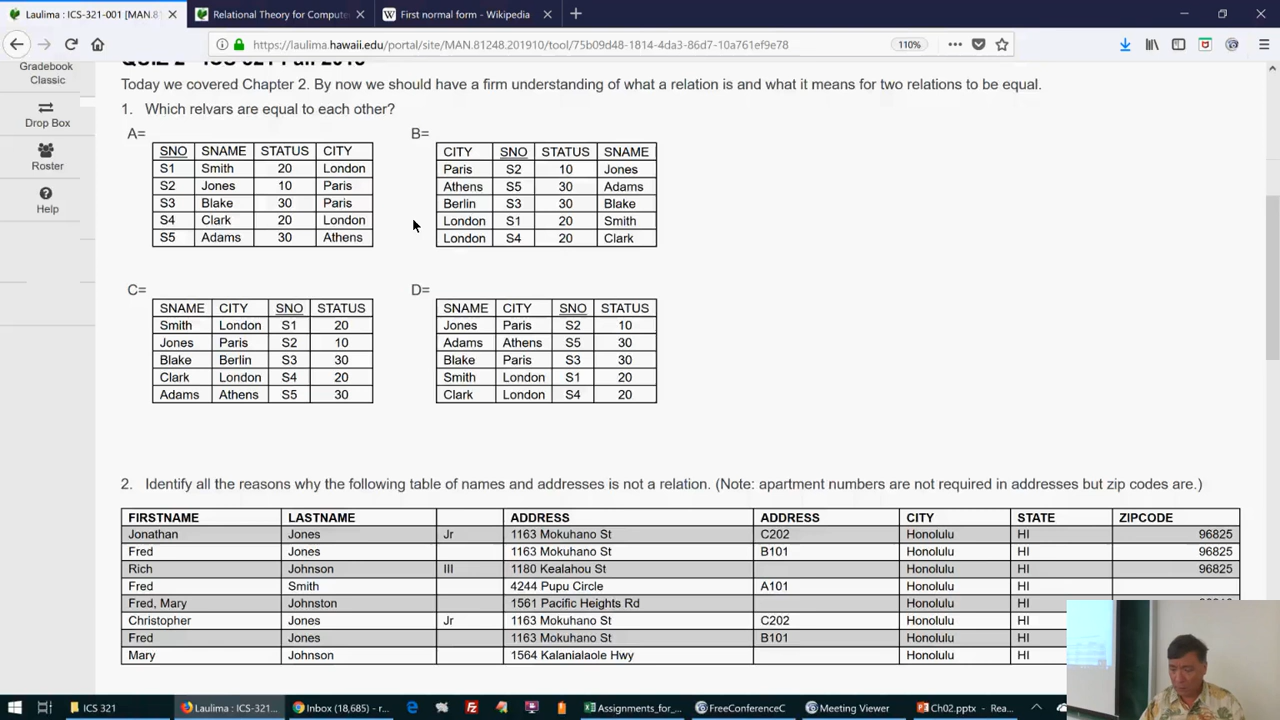 Laulima : ICS-321-001 [MAN.8
Relational Theory for Compute
First normal form - Wikipedia
https://laulima.hawaii.edu/portal/site/MAN.81248.201910/tool/75b09d48-1814-4da3-86d7-10a761ef9e78
110%
Gradebook Classic
Drop Box
Roster
Help
Today we covered Chapter 2. By now we should have a firm understanding of what a relation is and what it means for two relations to be equal.
1. Which relvars are equal to each other?
A=
SNO SNAME STATUS CITY
S1 Smith 20 London
S2 Jones 10 Paris
S3 Blake 30 Paris
S4 Clark 20 London
S5 Adams 30 Athens
B=
CITY SNO STATUS SNAME
Paris S2 10 Jones
Athens S5 30 Adams
Berlin S3 30 Blake
London S1 20 Smith
London S4 20 Clark
C=
SNAME CITY SNO STATUS
Smith London S1 20
Jones Paris S2 10
Blake Berlin S3 30
Clark London S4 20
Adams Athens S5 30
D=
SNAME CITY SNO STATUS
Jones Paris S2 10
Adams Athens S5 30
Blake Paris S3 30
Smith London S1 20
Clark London S4 20
2. Identify all the reasons why the following table of names and addresses is not a relation. (Note: apartment numbers are not required in addresses but zip codes are.)
FIRSTNAME LASTNAME ADDRESS ADDRESS CITY STATE ZIPCODE
Jonathan Jones Jr 1163 Mokuhano St C202 Honolulu HI 96825
Fred Jones 1163 Mokuhano St B101 Honolulu HI 96825
Rich Johnson III 1180 Kealahou St Honolulu HI 96825
Fred Smith 4244 Pupu Circle A101 Honolulu HI
Fred, Mary Johnston 1561 Pacific Heights Rd Honolulu HI
Christopher Jones Jr 1163 Mokuhano St C202 Honolulu HI
Fred Jones 1163 Mokuhano St B101 Honolulu HI
Mary Johnson 1564 Kalanialaole Hwy Honolulu HI
ICS 321
Laulima : ICS-321...
Inbox (18,685) - r...
Assignments_for_...
FreeConferenceC
Meeting Viewer
Ch02.pptx - Rea...